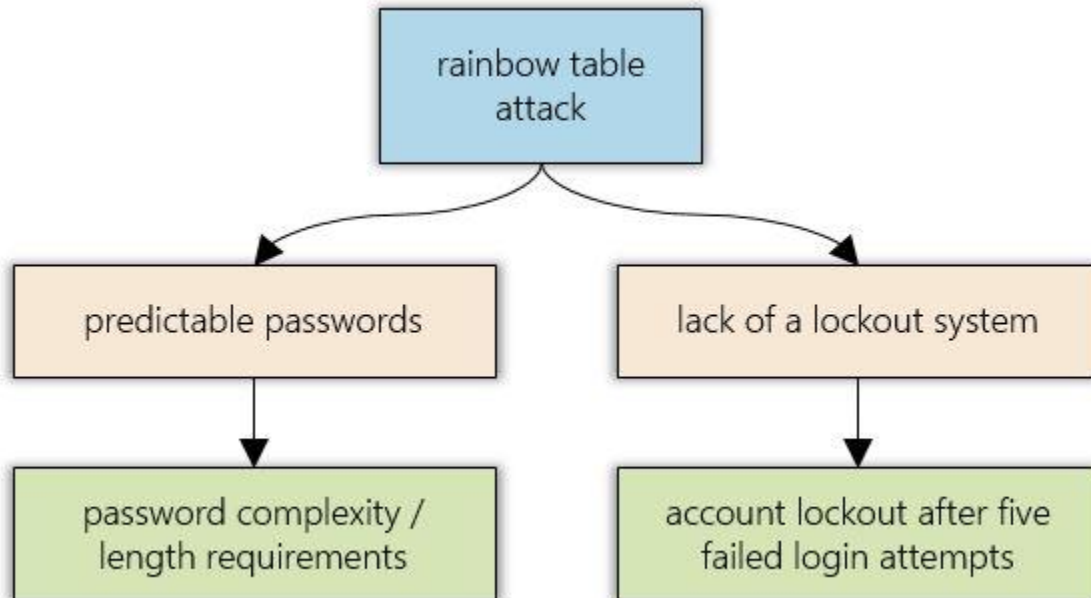 rainbow table
attack
predictable passwords
lack of a lockout system
password complexity /
length requirements
account lockout after five
failed login attempts